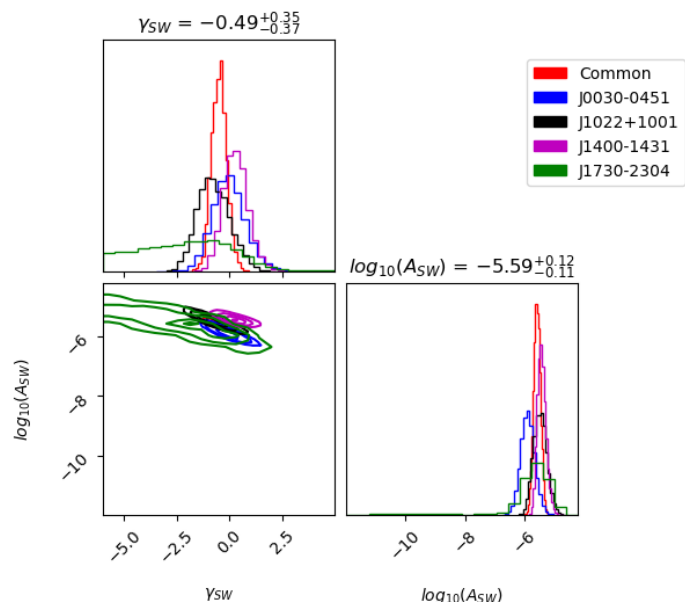 γSW = −0.49+0.35−0.37
Common
J0030-0451
J1022+1001
J1400-1431
J1730-2304
log10(ASW) = −5.59+0.12−0.11
log10(ASW)
−6
−8
−10
−5.0
−2.5
0.0
2.5
−10
−8
−6
γSW
log10(ASW)